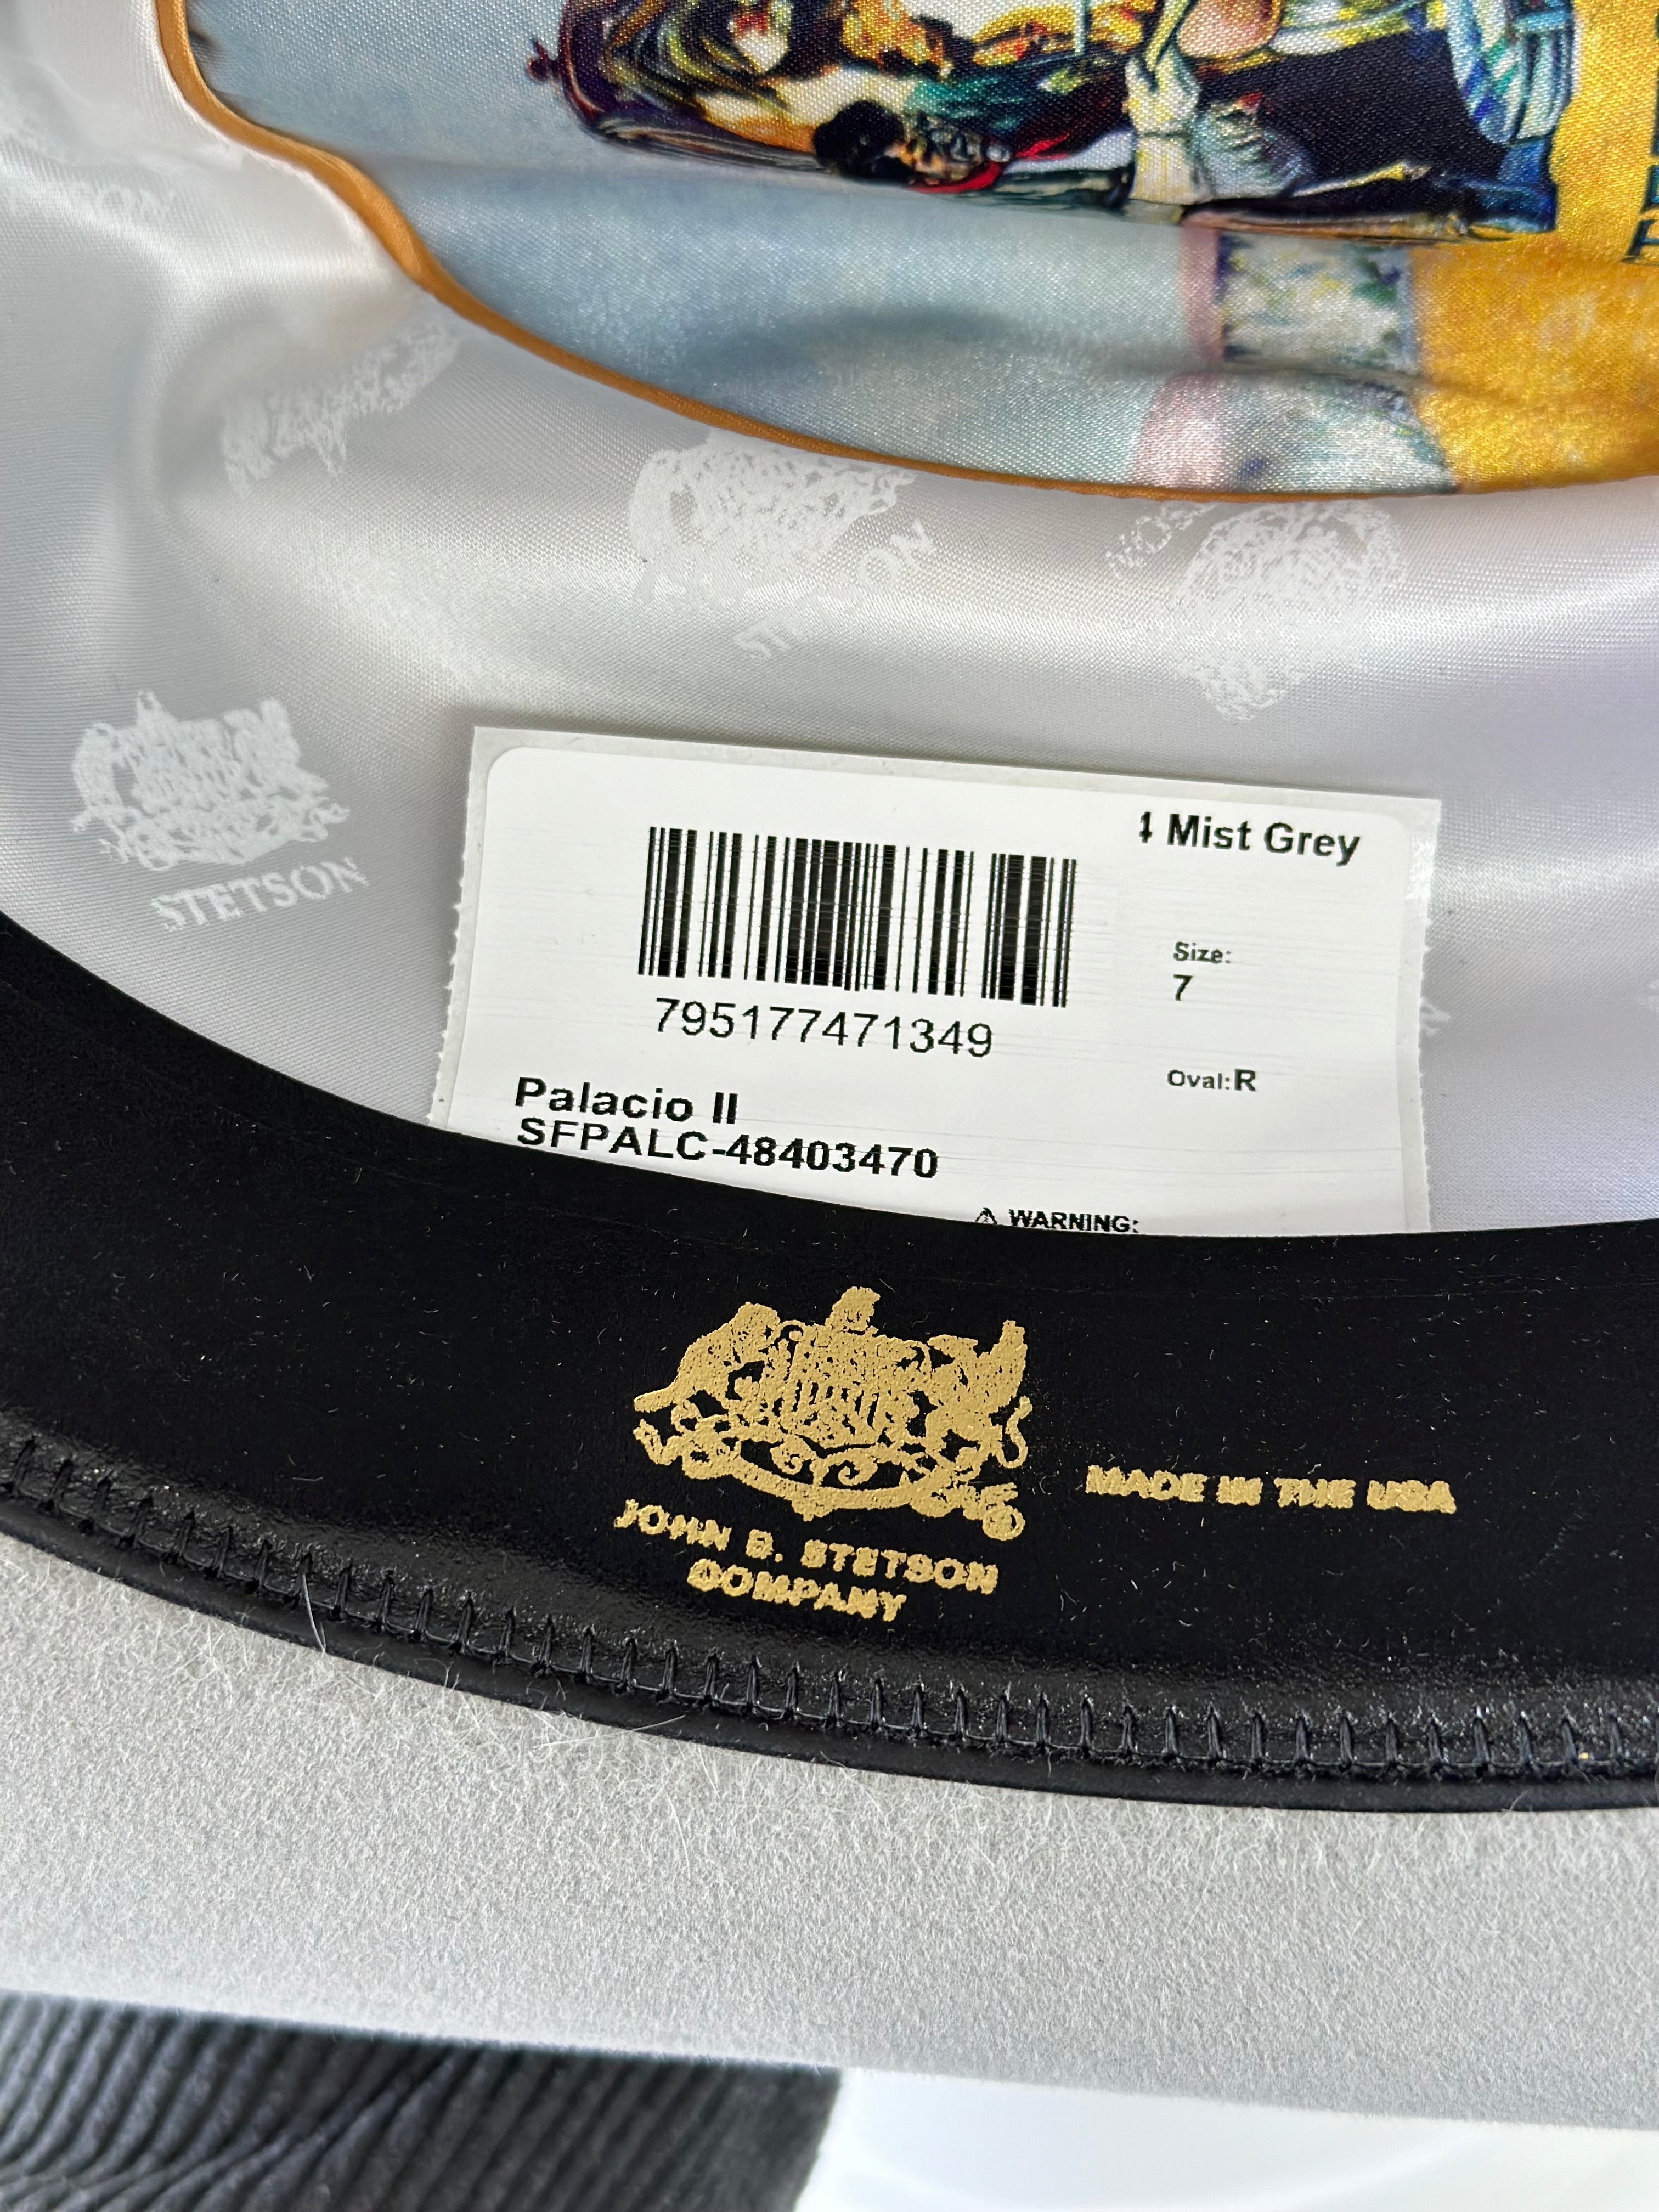 STETSON
STETSON
Mist Grey
Size:
7
795177471349
Oval:R
Palacio II
SFPALC-48403470
⚠ WARNING:
JOHN B. STETSON
COMPANY
MADE IN THE USA